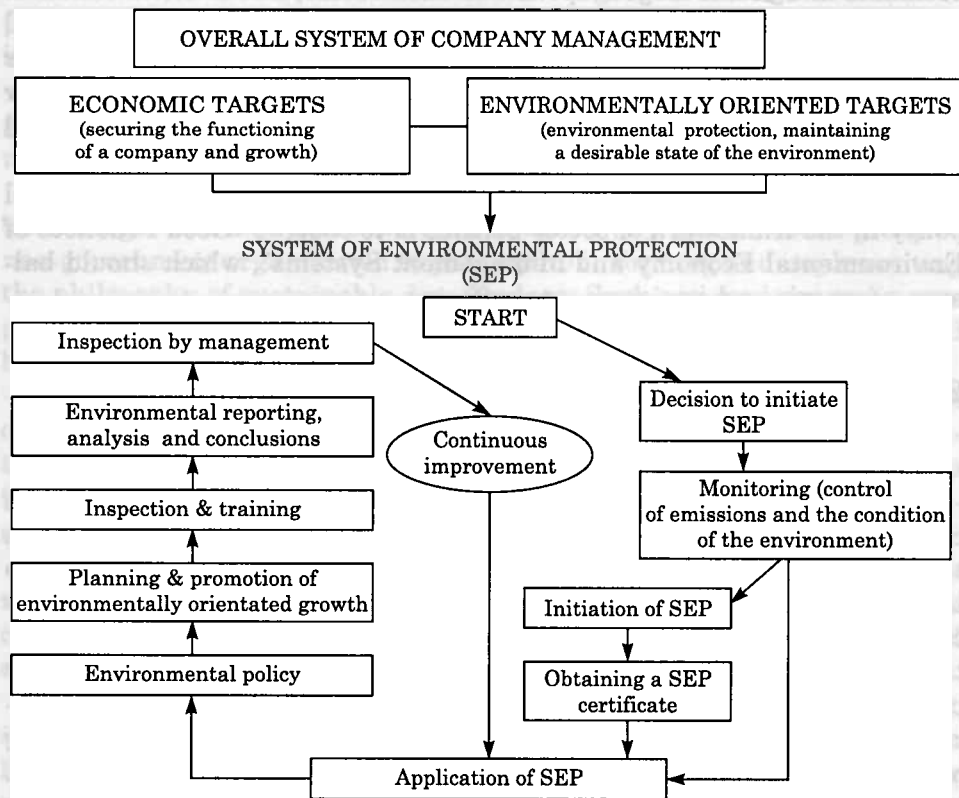 OVERALL SYSTEM OF COMPANY MANAGEMENT
ECONOMIC TARGETS
(securing the functioning
of a company and growth)
ENVIRONMENTALLY ORIENTED TARGETS
(environmental protection, maintaining
a desirable state of the environment)
SYSTEM OF ENVIRONMENTAL PROTECTION
(SEP)
START
Inspection by management
Environmental reporting,
analysis and conclusions
Inspection & training
Planning & promotion of
environmentally orientated growth
Environmental policy
Continuous
improvement
Decision to initiate
SEP
Monitoring (control
of emissions and the condition
of the environment)
Initiation of SEP
Obtaining a SEP
certificate
Application of SEP